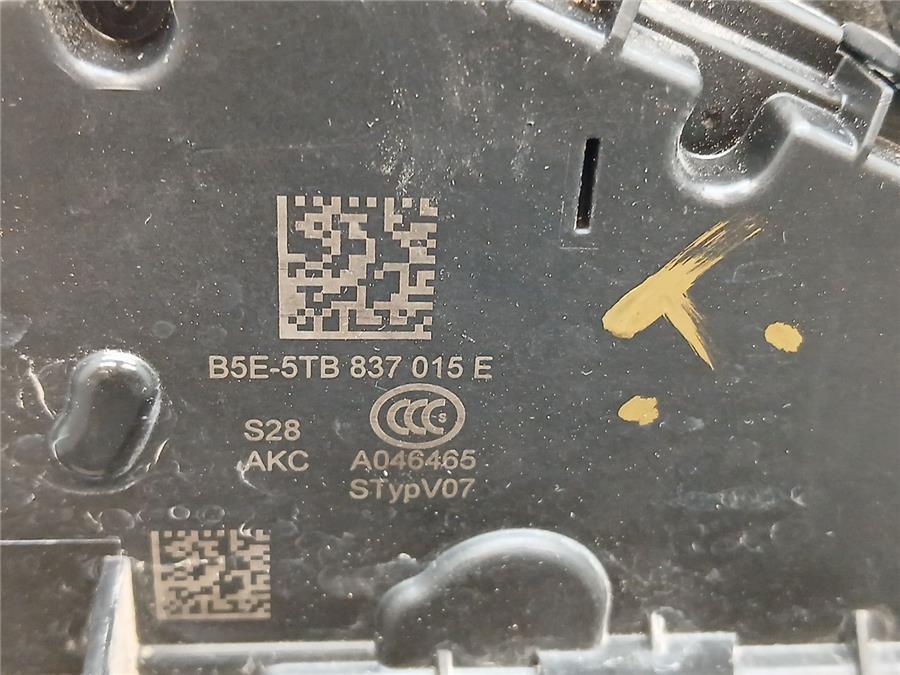 B5E-5TB 837 015 E
CCC S
S28
AKC A046465
STypV07